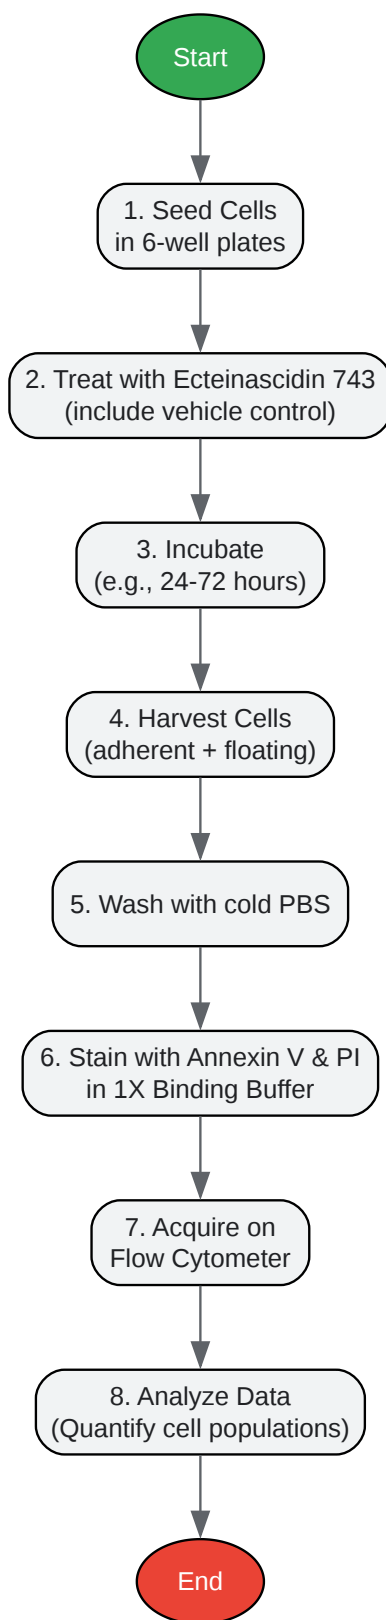 Start
1. Seed Cells
in 6-well plates
2. Treat with Ecteinascidin 743
(include vehicle control)
3. Incubate
(e.g., 24-72 hours)
4. Harvest Cells
(adherent + floating)
5. Wash with cold PBS
6. Stain with Annexin V & PI
in 1X Binding Buffer
7. Acquire on
Flow Cytometer
8. Analyze Data
(Quantify cell populations)
End